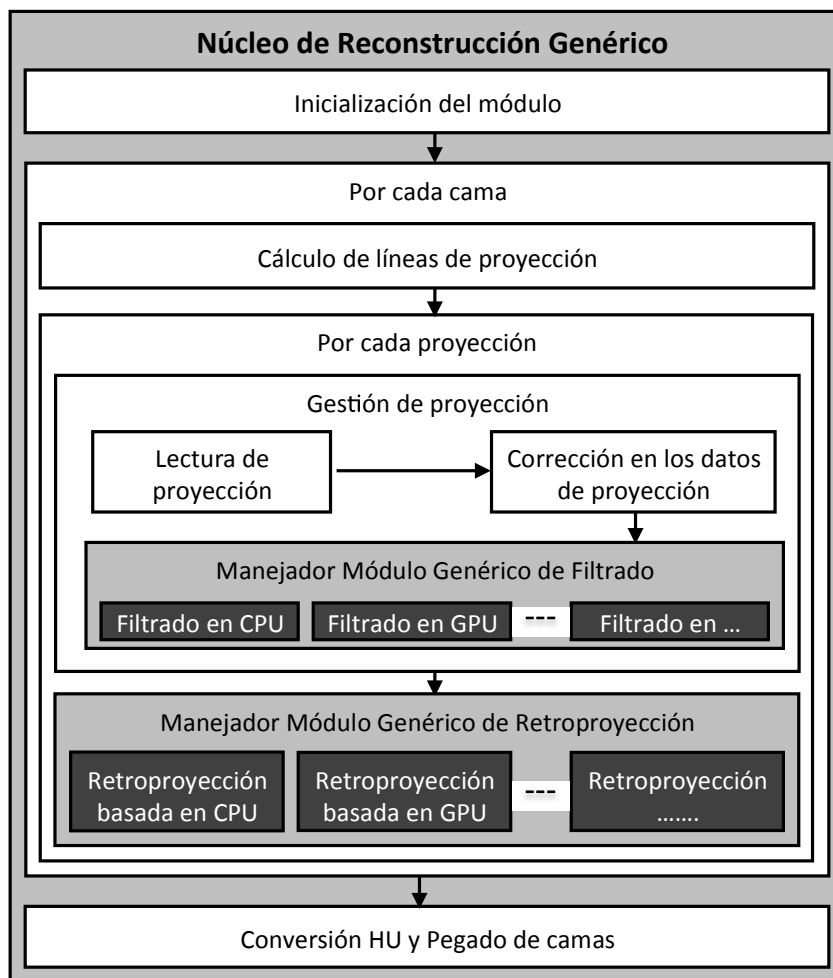 Núcleo de Reconstrucción Genérico
Inicialización del módulo
Por cada cama
Cálculo de líneas de proyección
Por cada proyección
Gestión de proyección
Lectura de
proyección
Corrección en los datos
de proyección
Manejador Módulo Genérico de Filtrado
Filtrado en CPU
Filtrado en GPU
---
Filtrado en …
Manejador Módulo Genérico de Retroproyección
Retroproyección
basada en CPU
Retroproyección
basada en GPU
---
Retroproyección
…….
Conversión HU y Pegado de camas